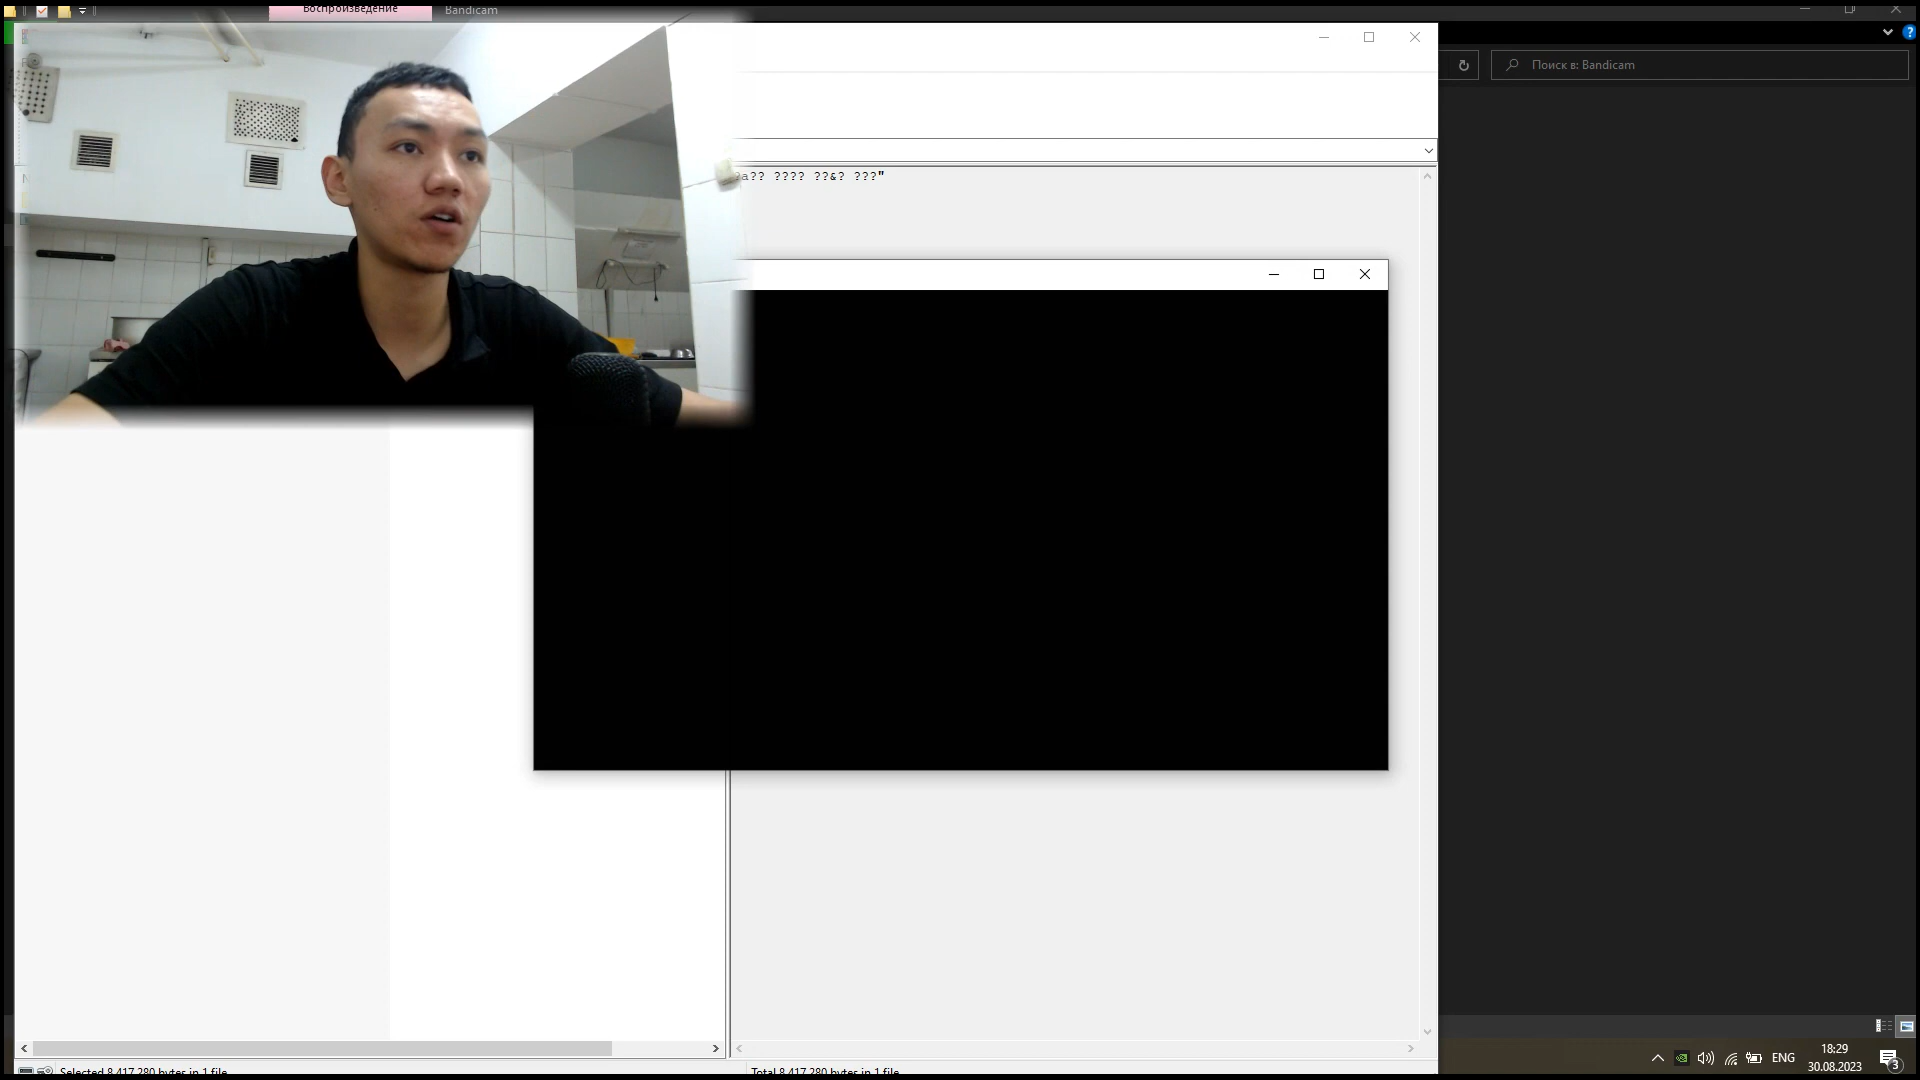 Воспроизведение
Bandicam
Поиск в: Bandicam
?a?? ???? ??&? ???"
Selected 8 417 280 bytes in 1 file
Total 8 417 280 bytes in 1 file
ENG
18:29
30.08.2023
3